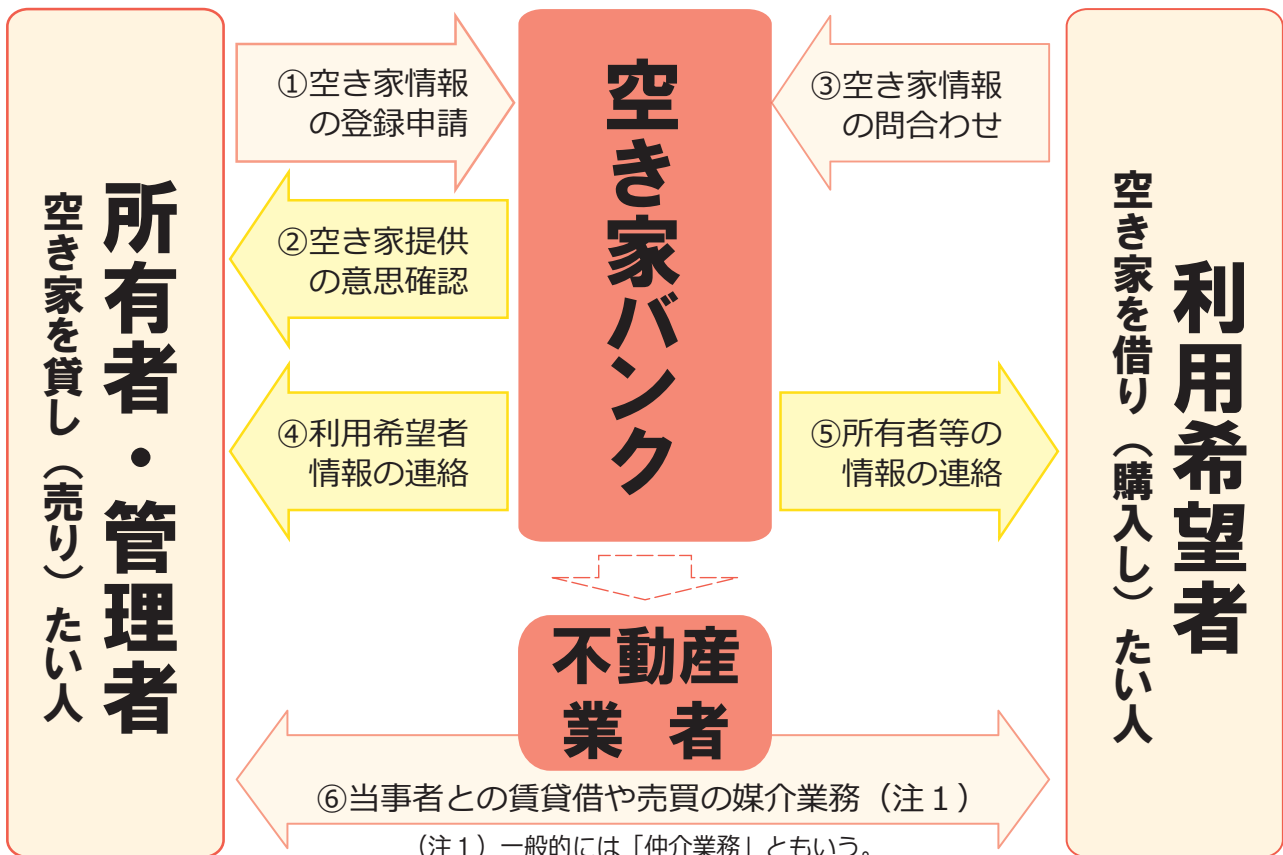 所有者・管理者
空き家を貸し（売り）たい人
①空き家情報
の登録申請
②空き家提供
の意思確認
④利用希望者
情報の連絡
空き家バンク
③空き家情報
の問合わせ
⑤所有者等の
情報の連絡
利用希望者
空き家を借り（購入し）たい人
不動産
業者
⑥当事者との賃貸借や売買の媒介業務（注１）
（注１）一般的には「仲介業務」ともいう。